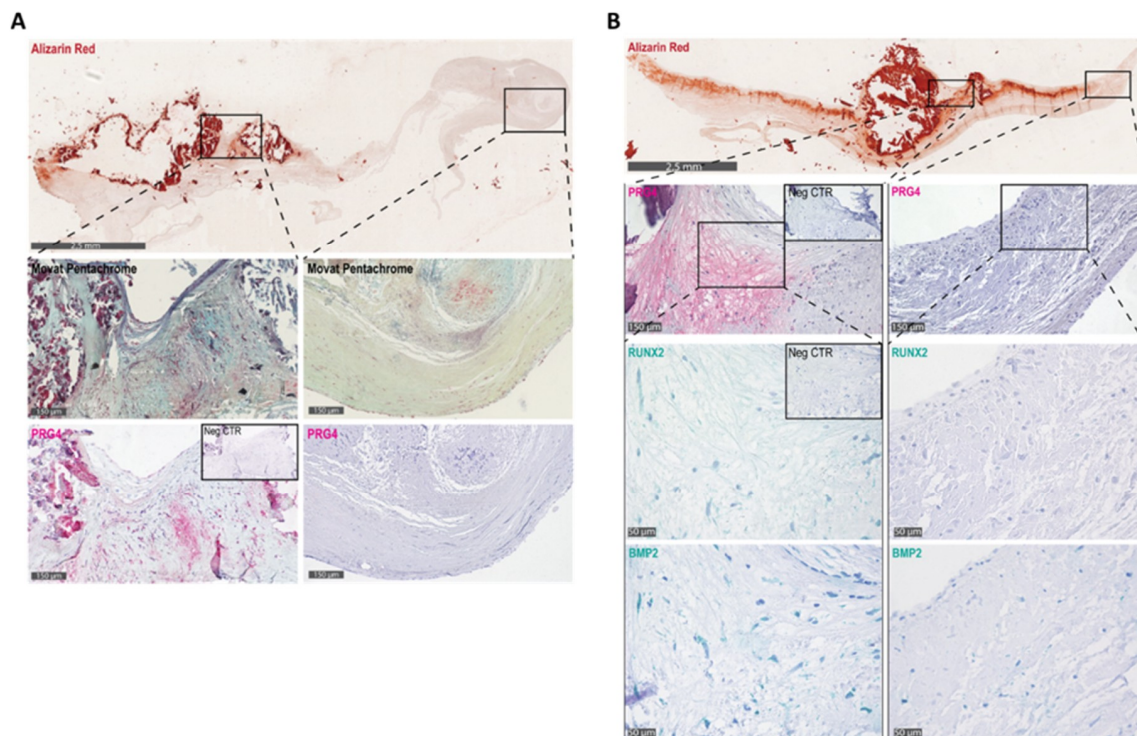 A
Alizarin Red
2.5 mm
Movat Pentachrome
150 µm
Movat Pentachrome
150 µm
PRG4
Neg CTR
150 µm
PRG4
150 µm
B
Alizarin Red
2.5 mm
PRG4
Neg CTR
150 µm
PRG4
150 µm
RUNX2
Neg CTR
50 µm
RUNX2
50 µm
BMP2
50 µm
BMP2
50 µm